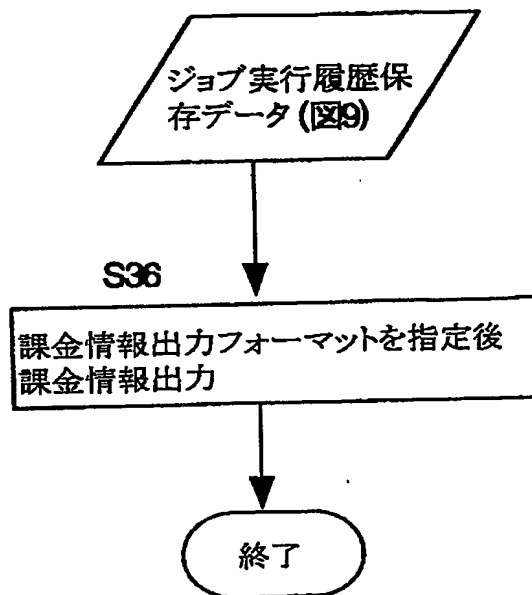 ジョブ実行履歴保
存データ(図9)
S36
課金情報出力フォーマットを指定後
課金情報出力
終了